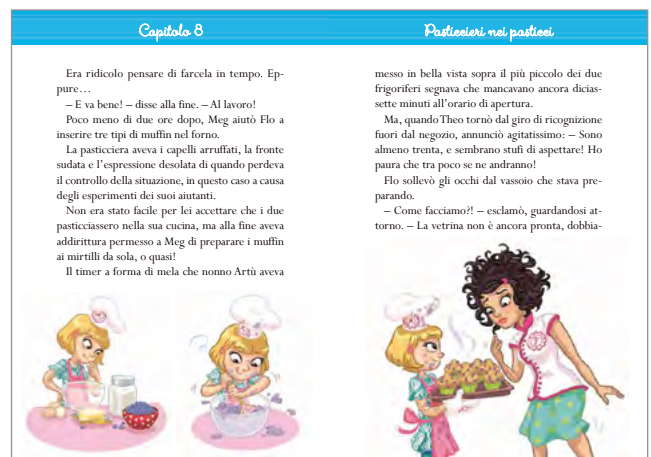 Capitolo 8
Era ridicolo pensare di farcela in tempo. Ep-
pure…
– E va bene! – disse alla fine. – Al lavoro!
Poco meno di due ore dopo, Meg aiutò Flo a
inserire tre tipi di muffin nel forno.
La pasticciera aveva i capelli arruffati, la fronte
sudata e l’espressione desolata di quando perdeva
il controllo della situazione, in questo caso a causa
degli esperimenti dei suoi aiutanti.
Non era stato facile per lei accettare che i due
pasticciassero nella sua cucina, ma alla fine aveva
addirittura permesso a Meg di preparare i muffin
ai mirtilli da sola, o quasi!
Il timer a forma di mela che nonno Artù aveva
Pasticcieri nei pasticci
messo in bella vista sopra il più piccolo dei due
frigoriferi segnava che mancavano ancora dicias-
sette minuti all’orario di apertura.
Ma, quando Theo tornò dal giro di ricognizione
fuori dal negozio, annunciò agitatissimo: – Sono
almeno trenta, e sembrano stufi di aspettare! Ho
paura che tra poco se ne andranno!
Flo sollevò gli occhi dal vassoio che stava pre-
parando.
– Come facciamo?! – esclamò, guardandosi at-
torno. – La vetrina non è ancora pronta, dobbia-